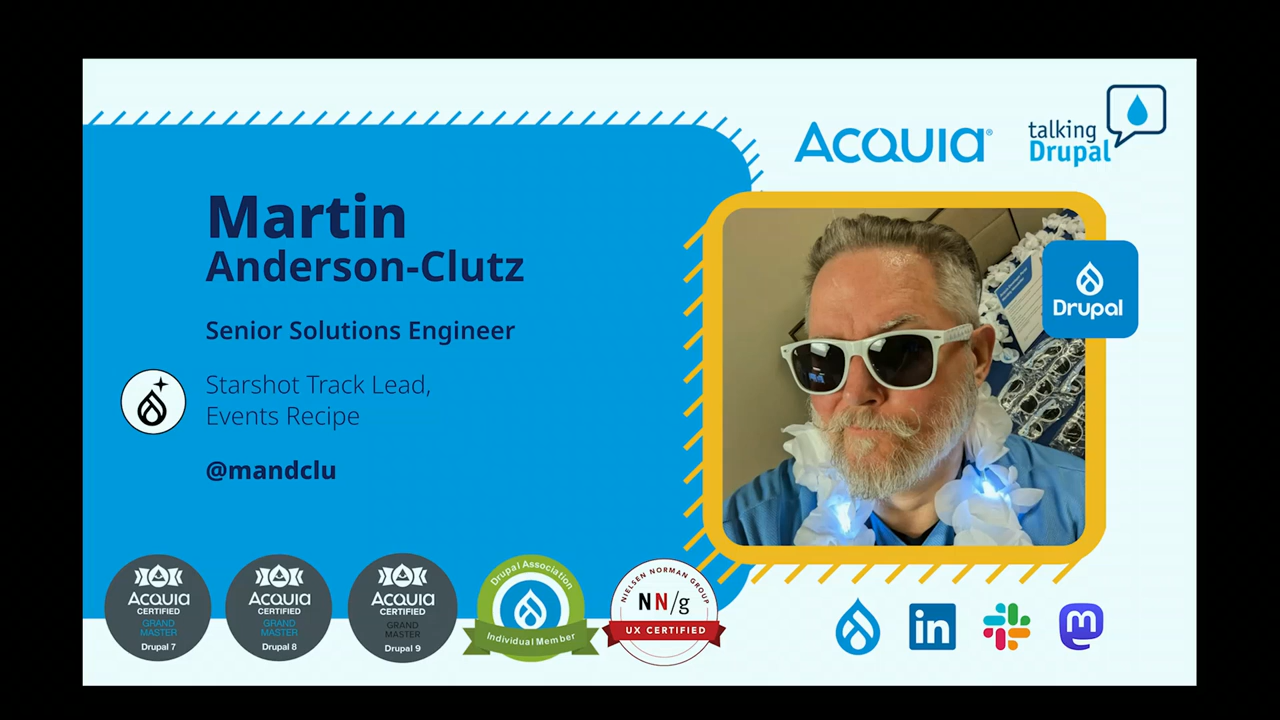 Acquia®
talking
Drupal
Martin
Anderson-Clutz
Senior Solutions Engineer
Starshot Track Lead,
Events Recipe
@mandclu
Drupal
Acquia
CERTIFIED
GRAND
MASTER
Drupal 7
Acquia
CERTIFIED
GRAND
MASTER
Drupal 8
Acquia
CERTIFIED
GRAND
MASTER
Drupal 9
Drupal Association
Individual Member
NIELSEN NORMAN GROUP
NN/g
UX CERTIFIED
in
m